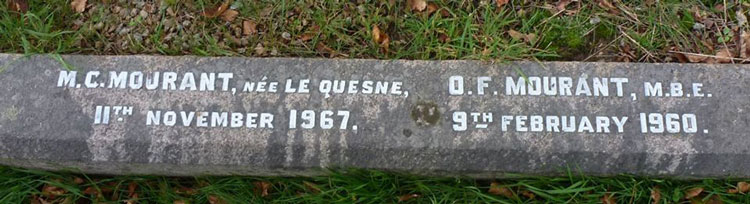 M.C. MOURANT, NÉE LE QUESNE,
11TH NOVEMBER 1967.
O.F. MOURANT, M.B.E.
9TH FEBRUARY 1960.